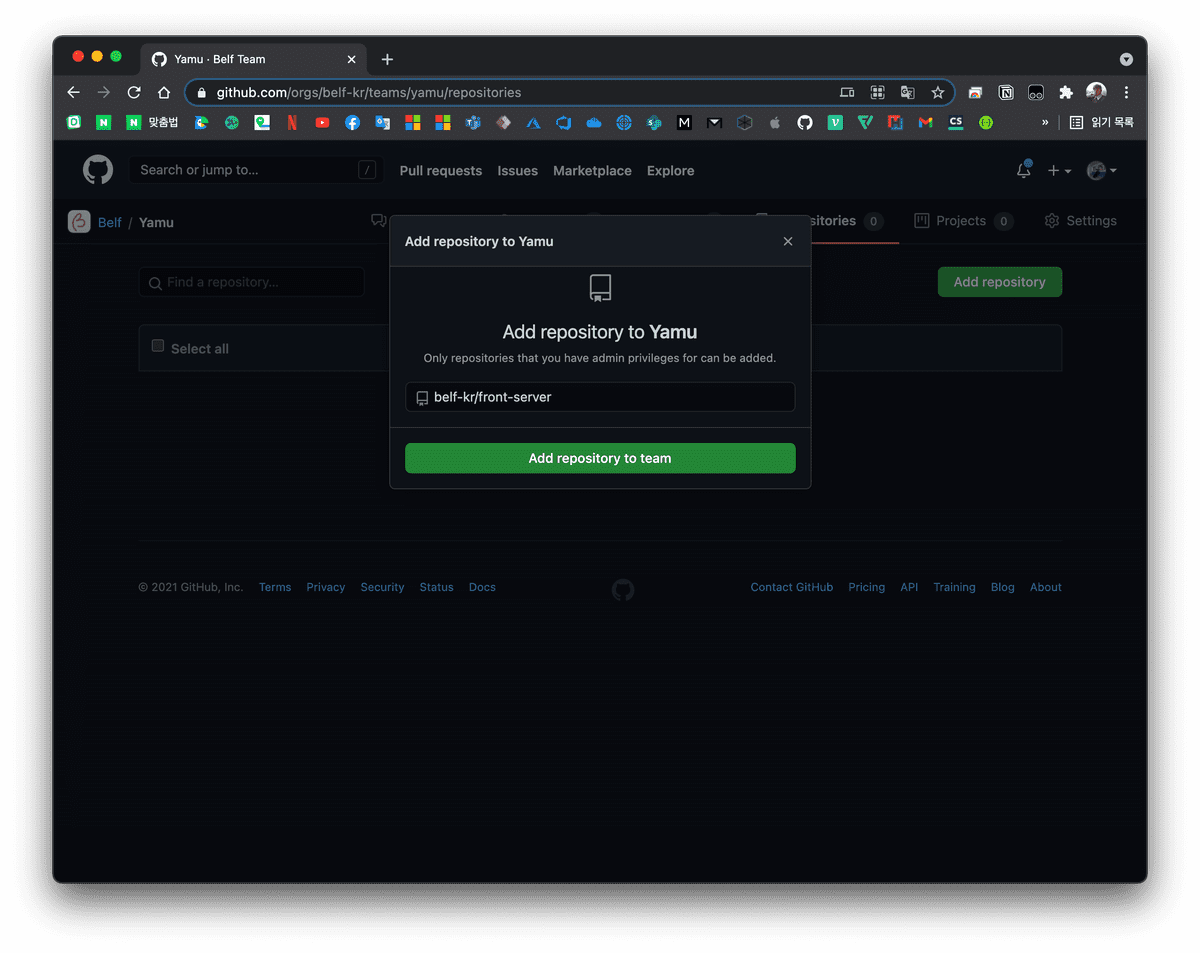 Yamu · Belf Team
github.com/orgs/belf-kr/teams/yamu/repositories
맞춤법
CS
» 읽기 목록
Search or jump to... /
Pull requests Issues Marketplace Explore
Belf / Yamu
sitories 0 Projects 0 Settings
Add repository to Yamu
Find a repository...
Add repository
Select all
Add repository to Yamu
Only repositories that you have admin privileges for can be added.
belf-kr/front-server
Add repository to team
© 2021 GitHub, Inc. Terms Privacy Security Status Docs
Contact GitHub Pricing API Training Blog About